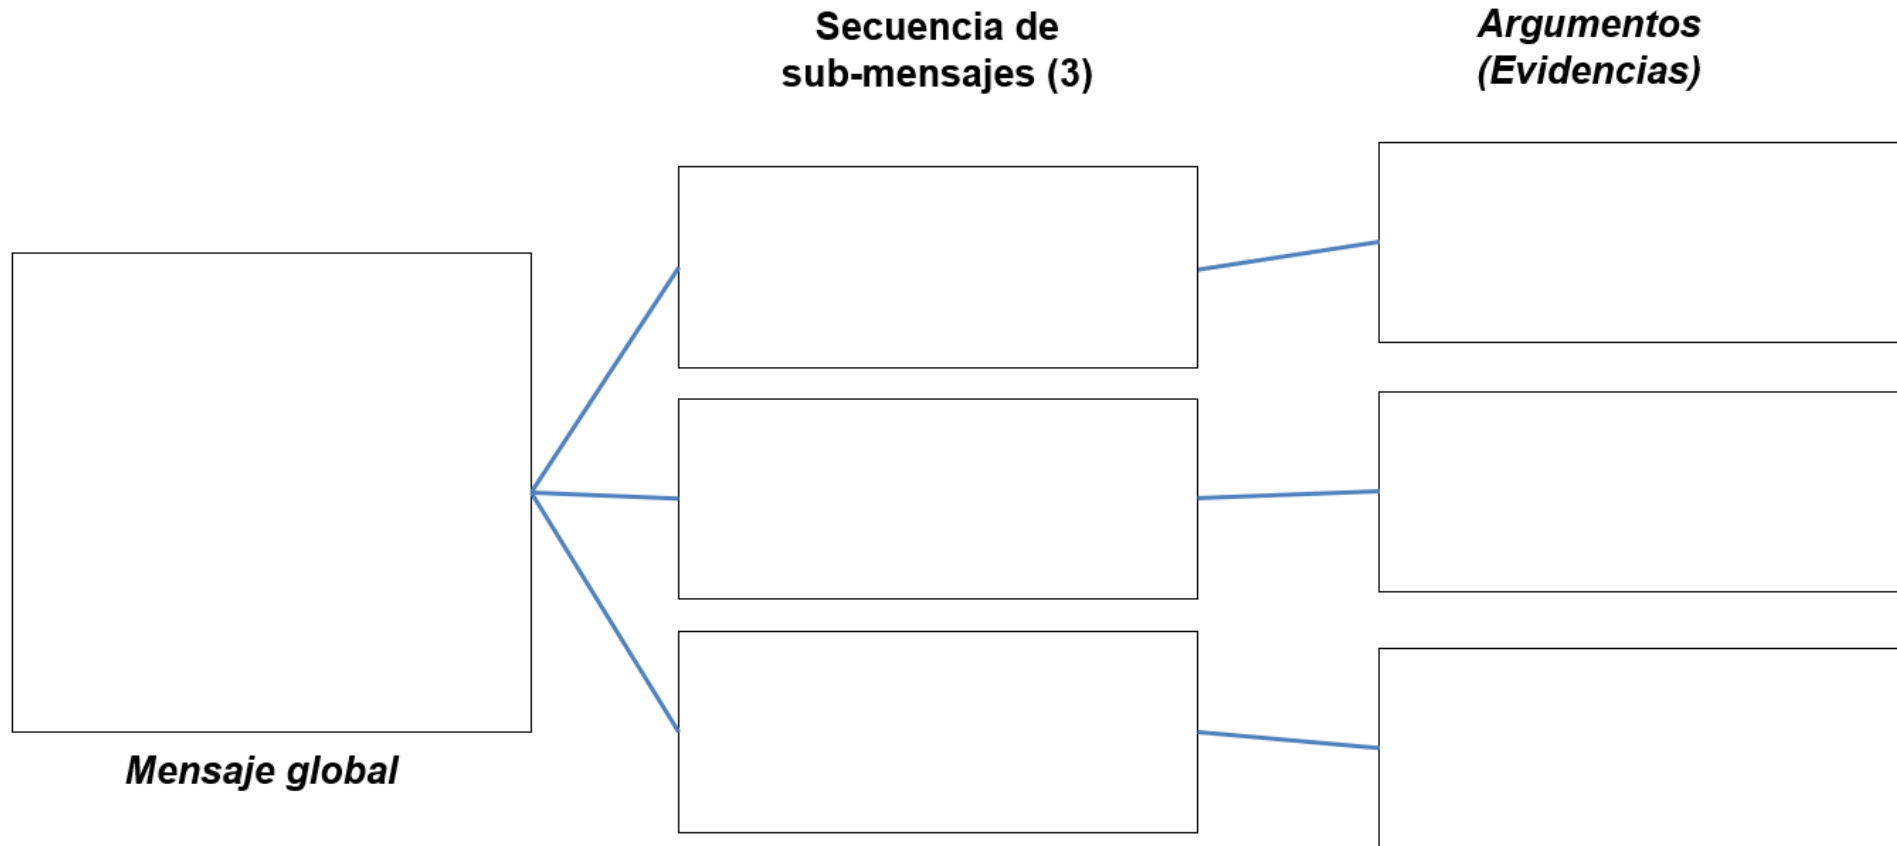 Secuencia de
sub-mensajes (3)
Argumentos
(Evidencias)
Mensaje global